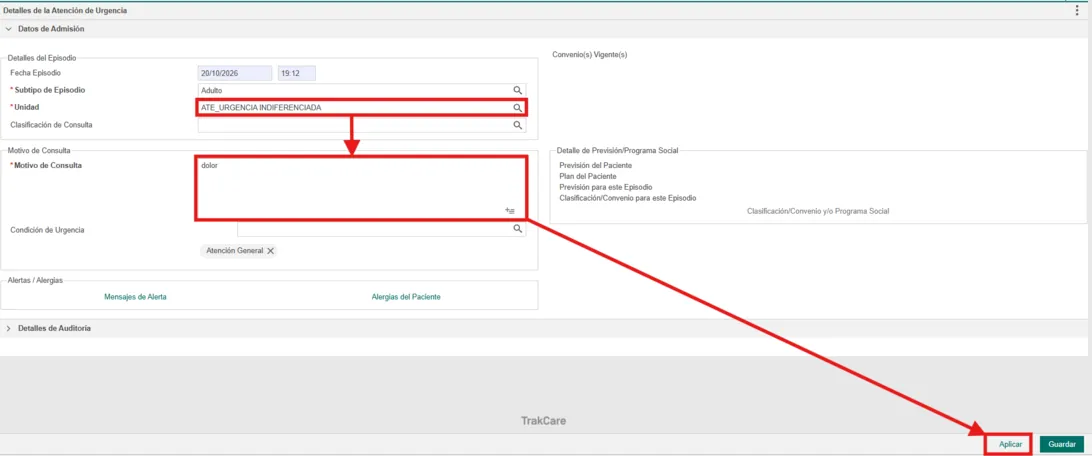 Detalles de la Atención de Urgencia
Datos de Admisión
Detalles del Episodio
Fecha Episodio 20/10/2026 19:12
* Subtipo de Episodio Adulto
* Unidad ATE_URGENCIA INDIFERENCIADA
Clasificación de Consulta
Motivo de Consulta
* Motivo de Consulta dolor
Condición de Urgencia
Atención General X
Alertas / Alergias
Mensajes de Alerta Alergias del Paciente
Convenio(s) Vigente(s)
Detalle de Previsión/Programa Social
Previsión del Paciente
Plan del Paciente
Previsión para este Episodio
Clasificación/Convenio para este Episodio
Clasificación/Convenio y/o Programa Social
Detalles de Auditoria
TrakCare
Aplicar Guardar